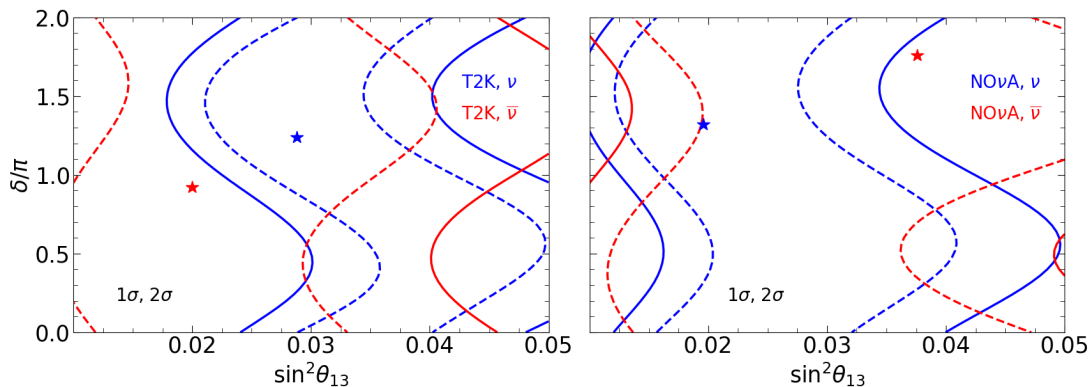 2.0
1.5
1.0
0.5
0.0
δ/π
T2K, ν
T2K, ν̅
1σ, 2σ
0.02 0.03 0.04 0.05
sin²θ₁₃
NOνA, ν
NOνA, ν̅
1σ, 2σ
0.02 0.03 0.04 0.05
sin²θ₁₃